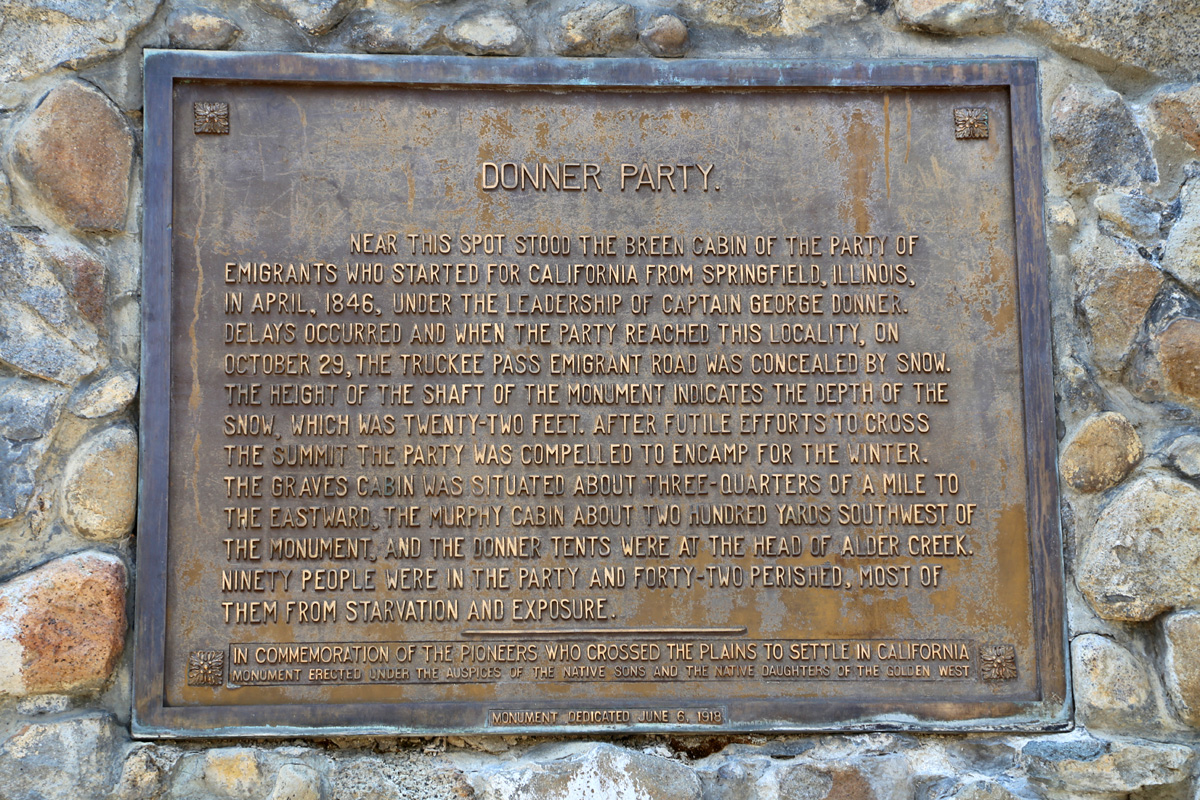 DONNER PARTY.
NEAR THIS SPOT STOOD THE BREEN CABIN OF THE PARTY OF
EMIGRANTS WHO STARTED FOR CALIFORNIA FROM SPRINGFIELD, ILLINOIS,
IN APRIL, 1846, UNDER THE LEADERSHIP OF CAPTAIN GEORGE DONNER.
DELAYS OCCURRED AND WHEN THE PARTY REACHED THIS LOCALITY, ON
OCTOBER 29, THE TRUCKEE PASS EMIGRANT ROAD WAS CONCEALED BY SNOW.
THE HEIGHT OF THE SHAFT OF THE MONUMENT INDICATES THE DEPTH OF THE
SNOW, WHICH WAS TWENTY-TWO FEET. AFTER FUTILE EFFORTS TO CROSS
THE SUMMIT THE PARTY WAS COMPELLED TO ENCAMP FOR THE WINTER.
THE GRAVES CABIN WAS SITUATED ABOUT THREE-QUARTERS OF A MILE TO
THE EASTWARD, THE MURPHY CABIN ABOUT TWO HUNDRED YARDS SOUTHWEST OF
THE MONUMENT, AND THE DONNER TENTS WERE AT THE HEAD OF ALDER CREEK.
NINETY PEOPLE WERE IN THE PARTY AND FORTY-TWO PERISHED, MOST OF
THEM FROM STARVATION AND EXPOSURE.
IN COMMEMORATION OF THE PIONEERS WHO CROSSED THE PLAINS TO SETTLE IN CALIFORNIA
MONUMENT ERECTED UNDER THE AUSPICES OF THE NATIVE SONS AND THE NATIVE DAUGHTERS OF THE GOLDEN WEST
MONUMENT DEDICATED JUNE 6, 1918